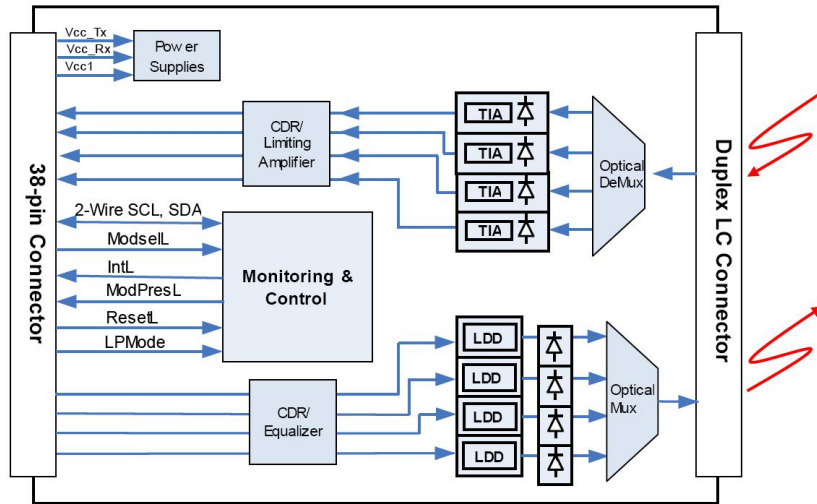 Vcc_Tx
Vcc_Rx
Vcc1
Power
Supplies
38-pin Connector
CDR/
Limiting
Amplifier
TIA
TIA
TIA
TIA
Optical
DeMux
Duplex LC Connector
2-Wire SCL, SDA
ModselL
IntL
ModPresL
ResetL
LPMode
Monitoring &
Control
CDR/
Equalizer
LDD
LDD
LDD
LDD
Optical
Mux